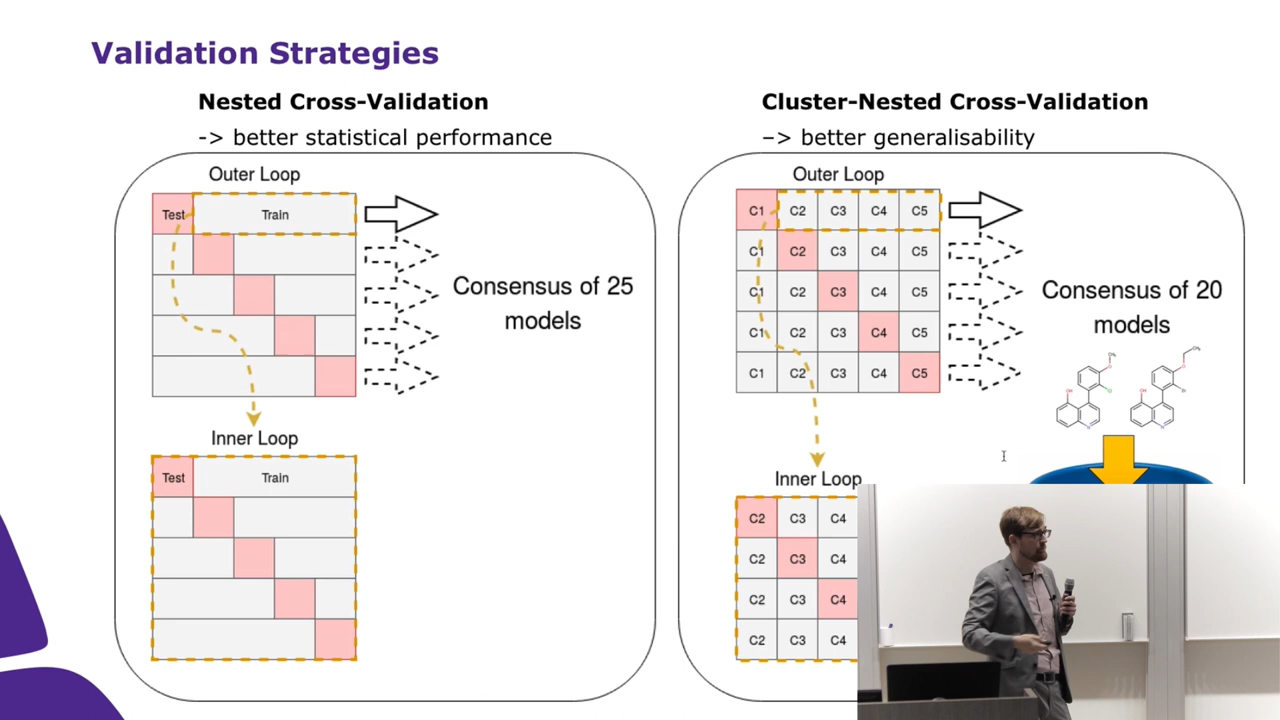 Validation Strategies
Nested Cross-Validation
-> better statistical performance
Outer Loop
Test Train
Consensus of 25
models
Inner Loop
Test Train
Cluster-Nested Cross-Validation
–> better generalisability
Outer Loop
C1 C2 C3 C4 C5
C1 C2 C3 C4 C5
C1 C2 C3 C4 C5
C1 C2 C3 C4 C5
C1 C2 C3 C4 C5
Consensus of 20
models
Inner Loop
C2 C3 C4
C2 C3 C4
C2 C3 C4
C2 C3 C4